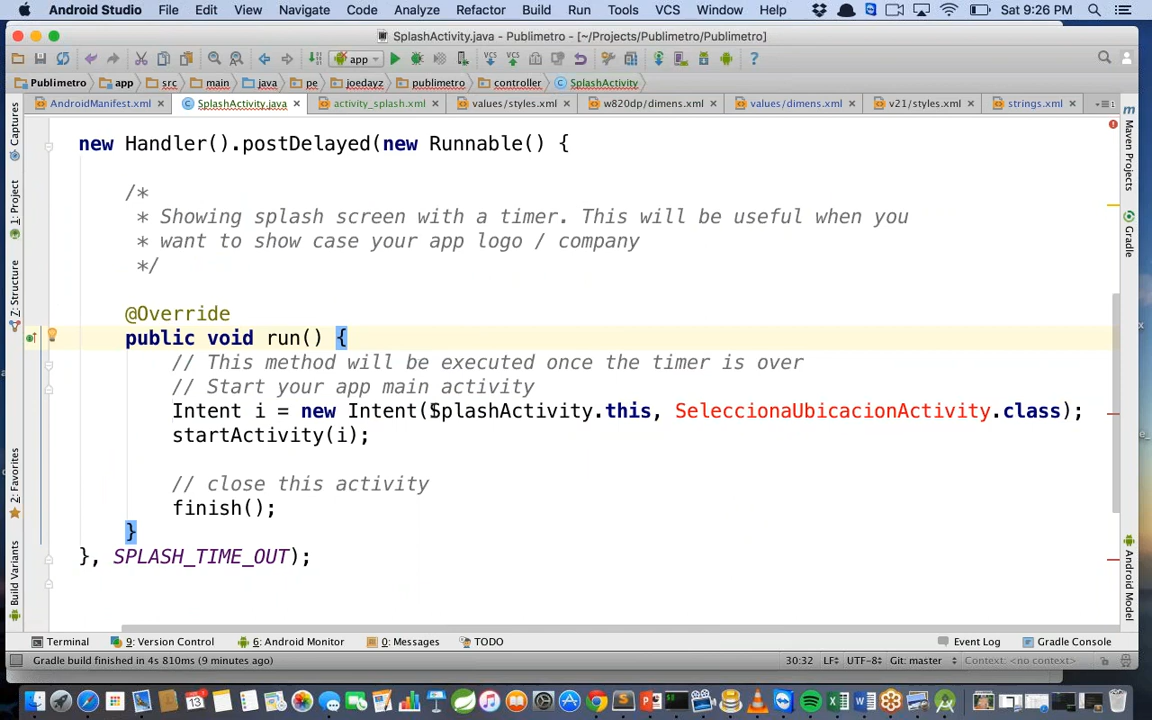 Android Studio File Edit View Navigate Code Analyze Refactor Build Run Tools VCS Window Help Sat 9:26 PM
SplashActivity.java - Publimetro - [~/Projects/Publimetro/Publimetro]
app
Publimetro app src main java pe joedayz publimetro controller SplashActivity
AndroidManifest.xml SplashActivity.java activity_splash.xml values/styles.xml w820dp/dimens.xml values/dimens.xml v21/styles.xml strings.xml
new Handler().postDelayed(new Runnable() {
/*
* Showing splash screen with a timer. This will be useful when you
* want to show case your app logo / company
*/
@Override
public void run() {
// This method will be executed once the timer is over
// Start your app main activity
Intent i = new Intent(SplashActivity.this, SeleccionaUbicacionActivity.class);
startActivity(i);
// close this activity
finish();
}
}, SPLASH_TIME_OUT);
Captures
1: Project
7: Structure
2: Favorites
Build Variants
Maven Projects
Gradle
Android Model
Terminal 9: Version Control 6: Android Monitor 0: Messages TODO Event Log Gradle Console
Gradle build finished in 4s 810ms (9 minutes ago) 30:32 LF UTF-8 Git: master Context: <no context>